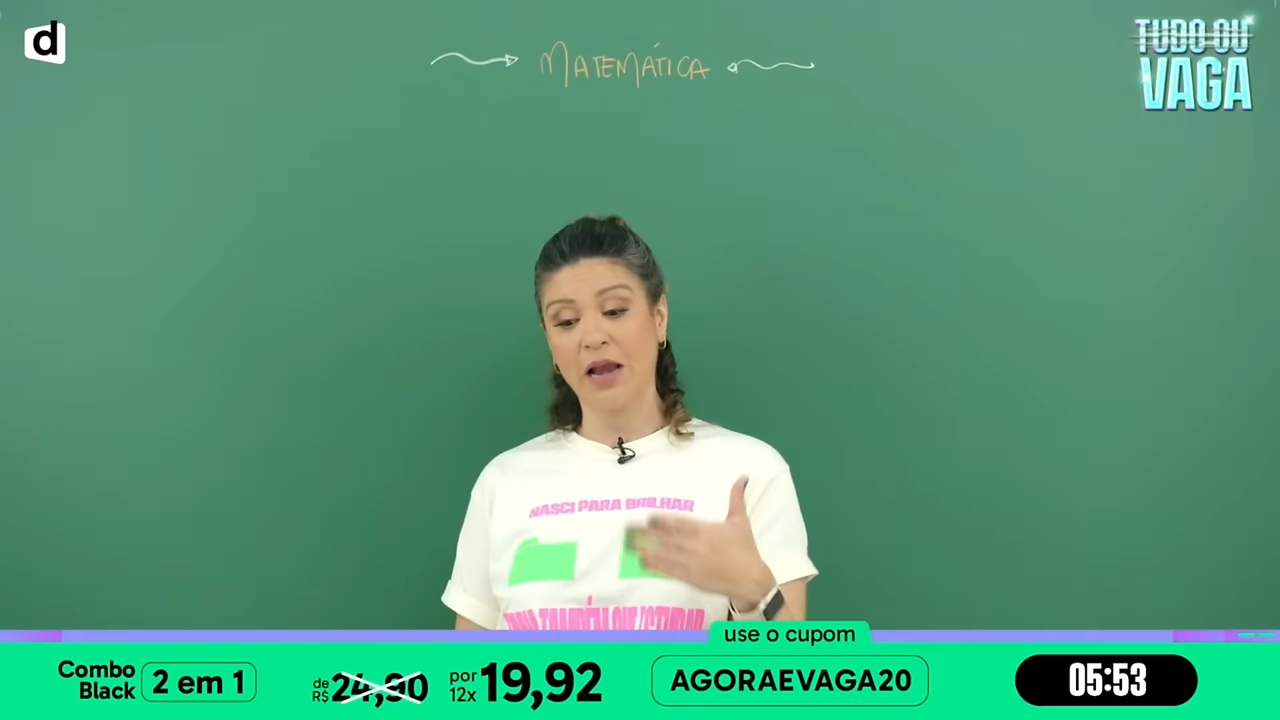 d
MATEMÁTICA
TUDO OU
VAGA
NASCI PARA BRILHAR
use o cupom
Combo
Black
2 em 1
de
R$ 24,90
por
12x 19,92
AGORAEVAGA20
05:53